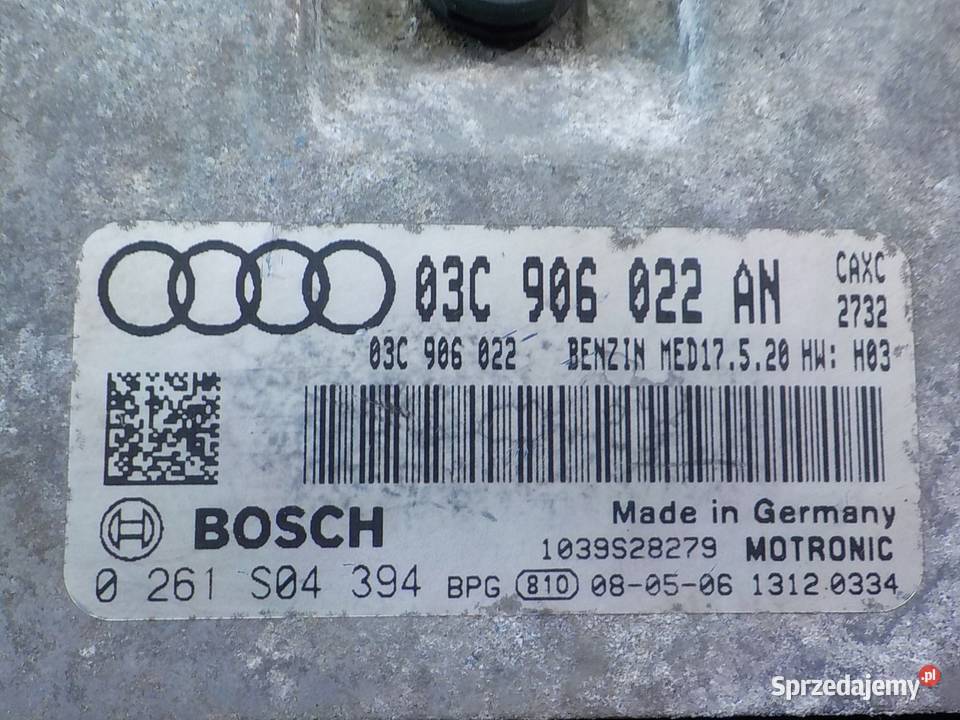 03C 906 022 AN CAXC
2732
03C 906 022 BENZIN MED17.5.20 HW: H03
BOSCH Made in Germany
1039S28279 MOTRONIC
0 261 S04 394 BPG 810 08-05-06 1312.0334
Sprzedajemy.pl